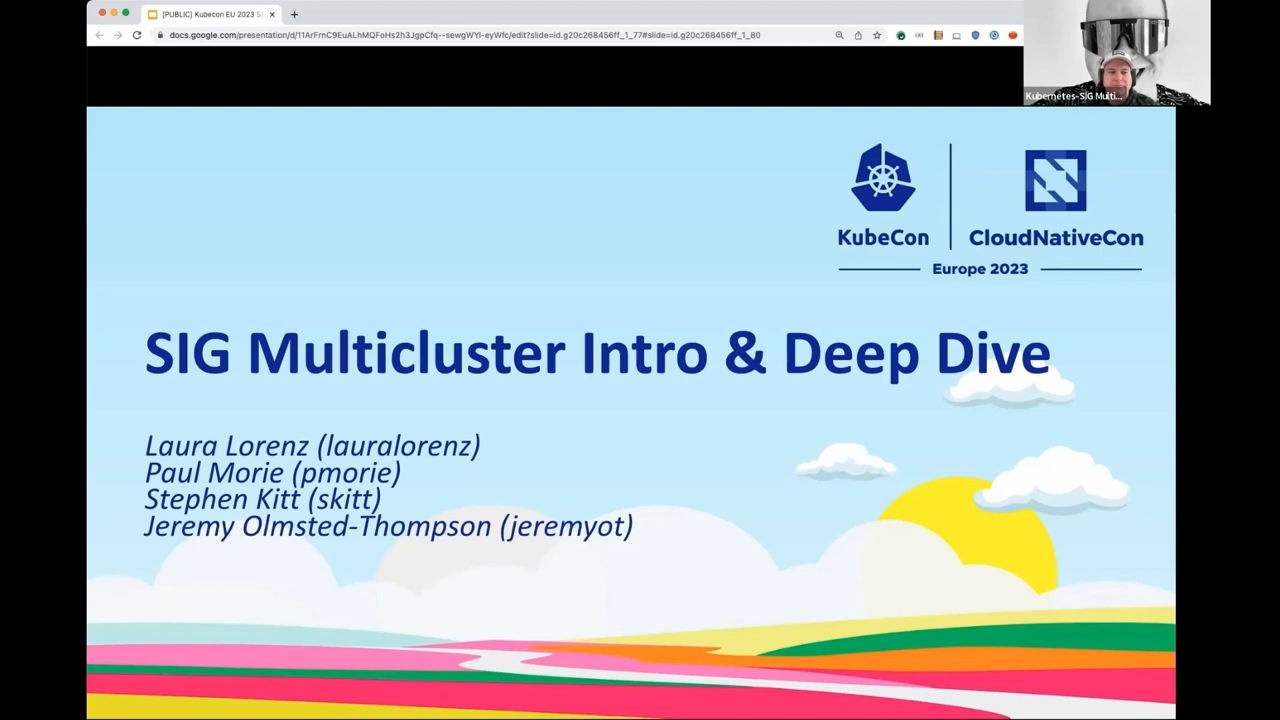 [PUBLIC] Kubecon EU 2023 S
docs.google.com/presentation/d/11ArFrnC9EuALhMQFoHs2h3JgpCfq--sewgWYI-eyWfc/edit?slide=id.g20c268456ff_1_77#slide=id.g20c268456ff_1_80
Kubernetes-SIG Multi...
KubeCon
CloudNativeCon
Europe 2023
SIG Multicluster Intro & Deep Dive
Laura Lorenz (lauralorenz)
Paul Morie (pmorie)
Stephen Kitt (skitt)
Jeremy Olmsted-Thompson (jeremyot)